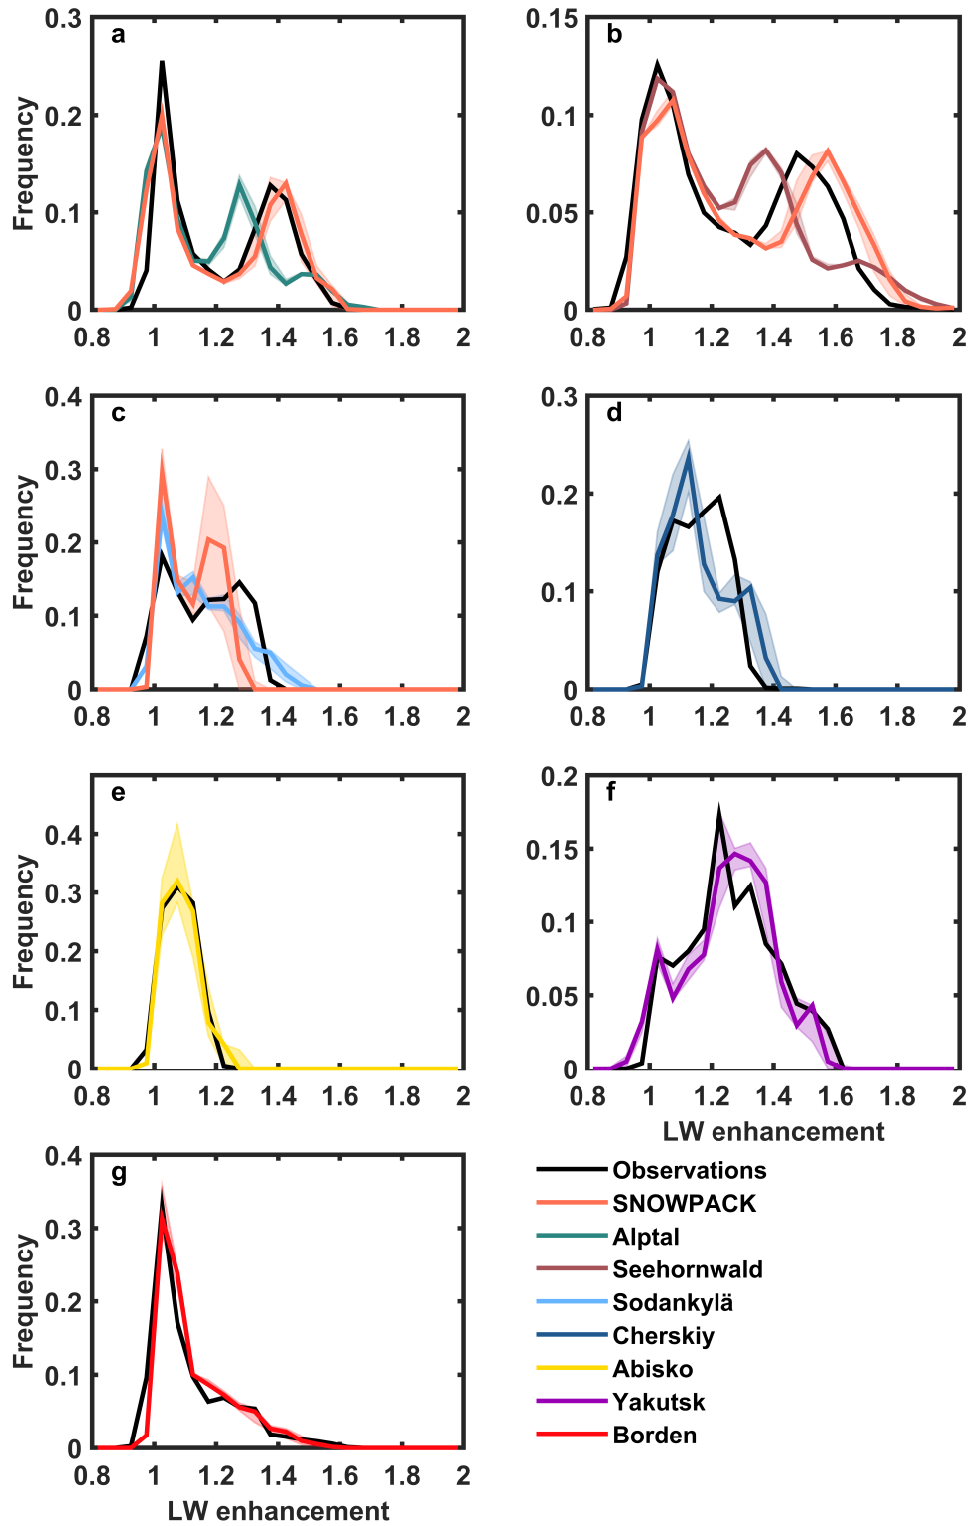 a
Frequency
0.3
0.2
0.1
0
0.8 1 1.2 1.4 1.6 1.8 2
b
0.15
0.1
0.05
0
0.8 1 1.2 1.4 1.6 1.8 2
c
Frequency
0.4
0.3
0.2
0.1
0
0.8 1 1.2 1.4 1.6 1.8 2
d
0.3
0.2
0.1
0
0.8 1 1.2 1.4 1.6 1.8 2
e
Frequency
0.4
0.3
0.2
0.1
0
0.8 1 1.2 1.4 1.6 1.8 2
f
0.2
0.15
0.1
0.05
0
0.8 1 1.2 1.4 1.6 1.8 2
LW enhancement
g
Frequency
0.4
0.3
0.2
0.1
0
0.8 1 1.2 1.4 1.6 1.8 2
LW enhancement
Observations
SNOWPACK
Alptal
Seehornwald
Sodankylä
Cherskiy
Abisko
Yakutsk
Borden